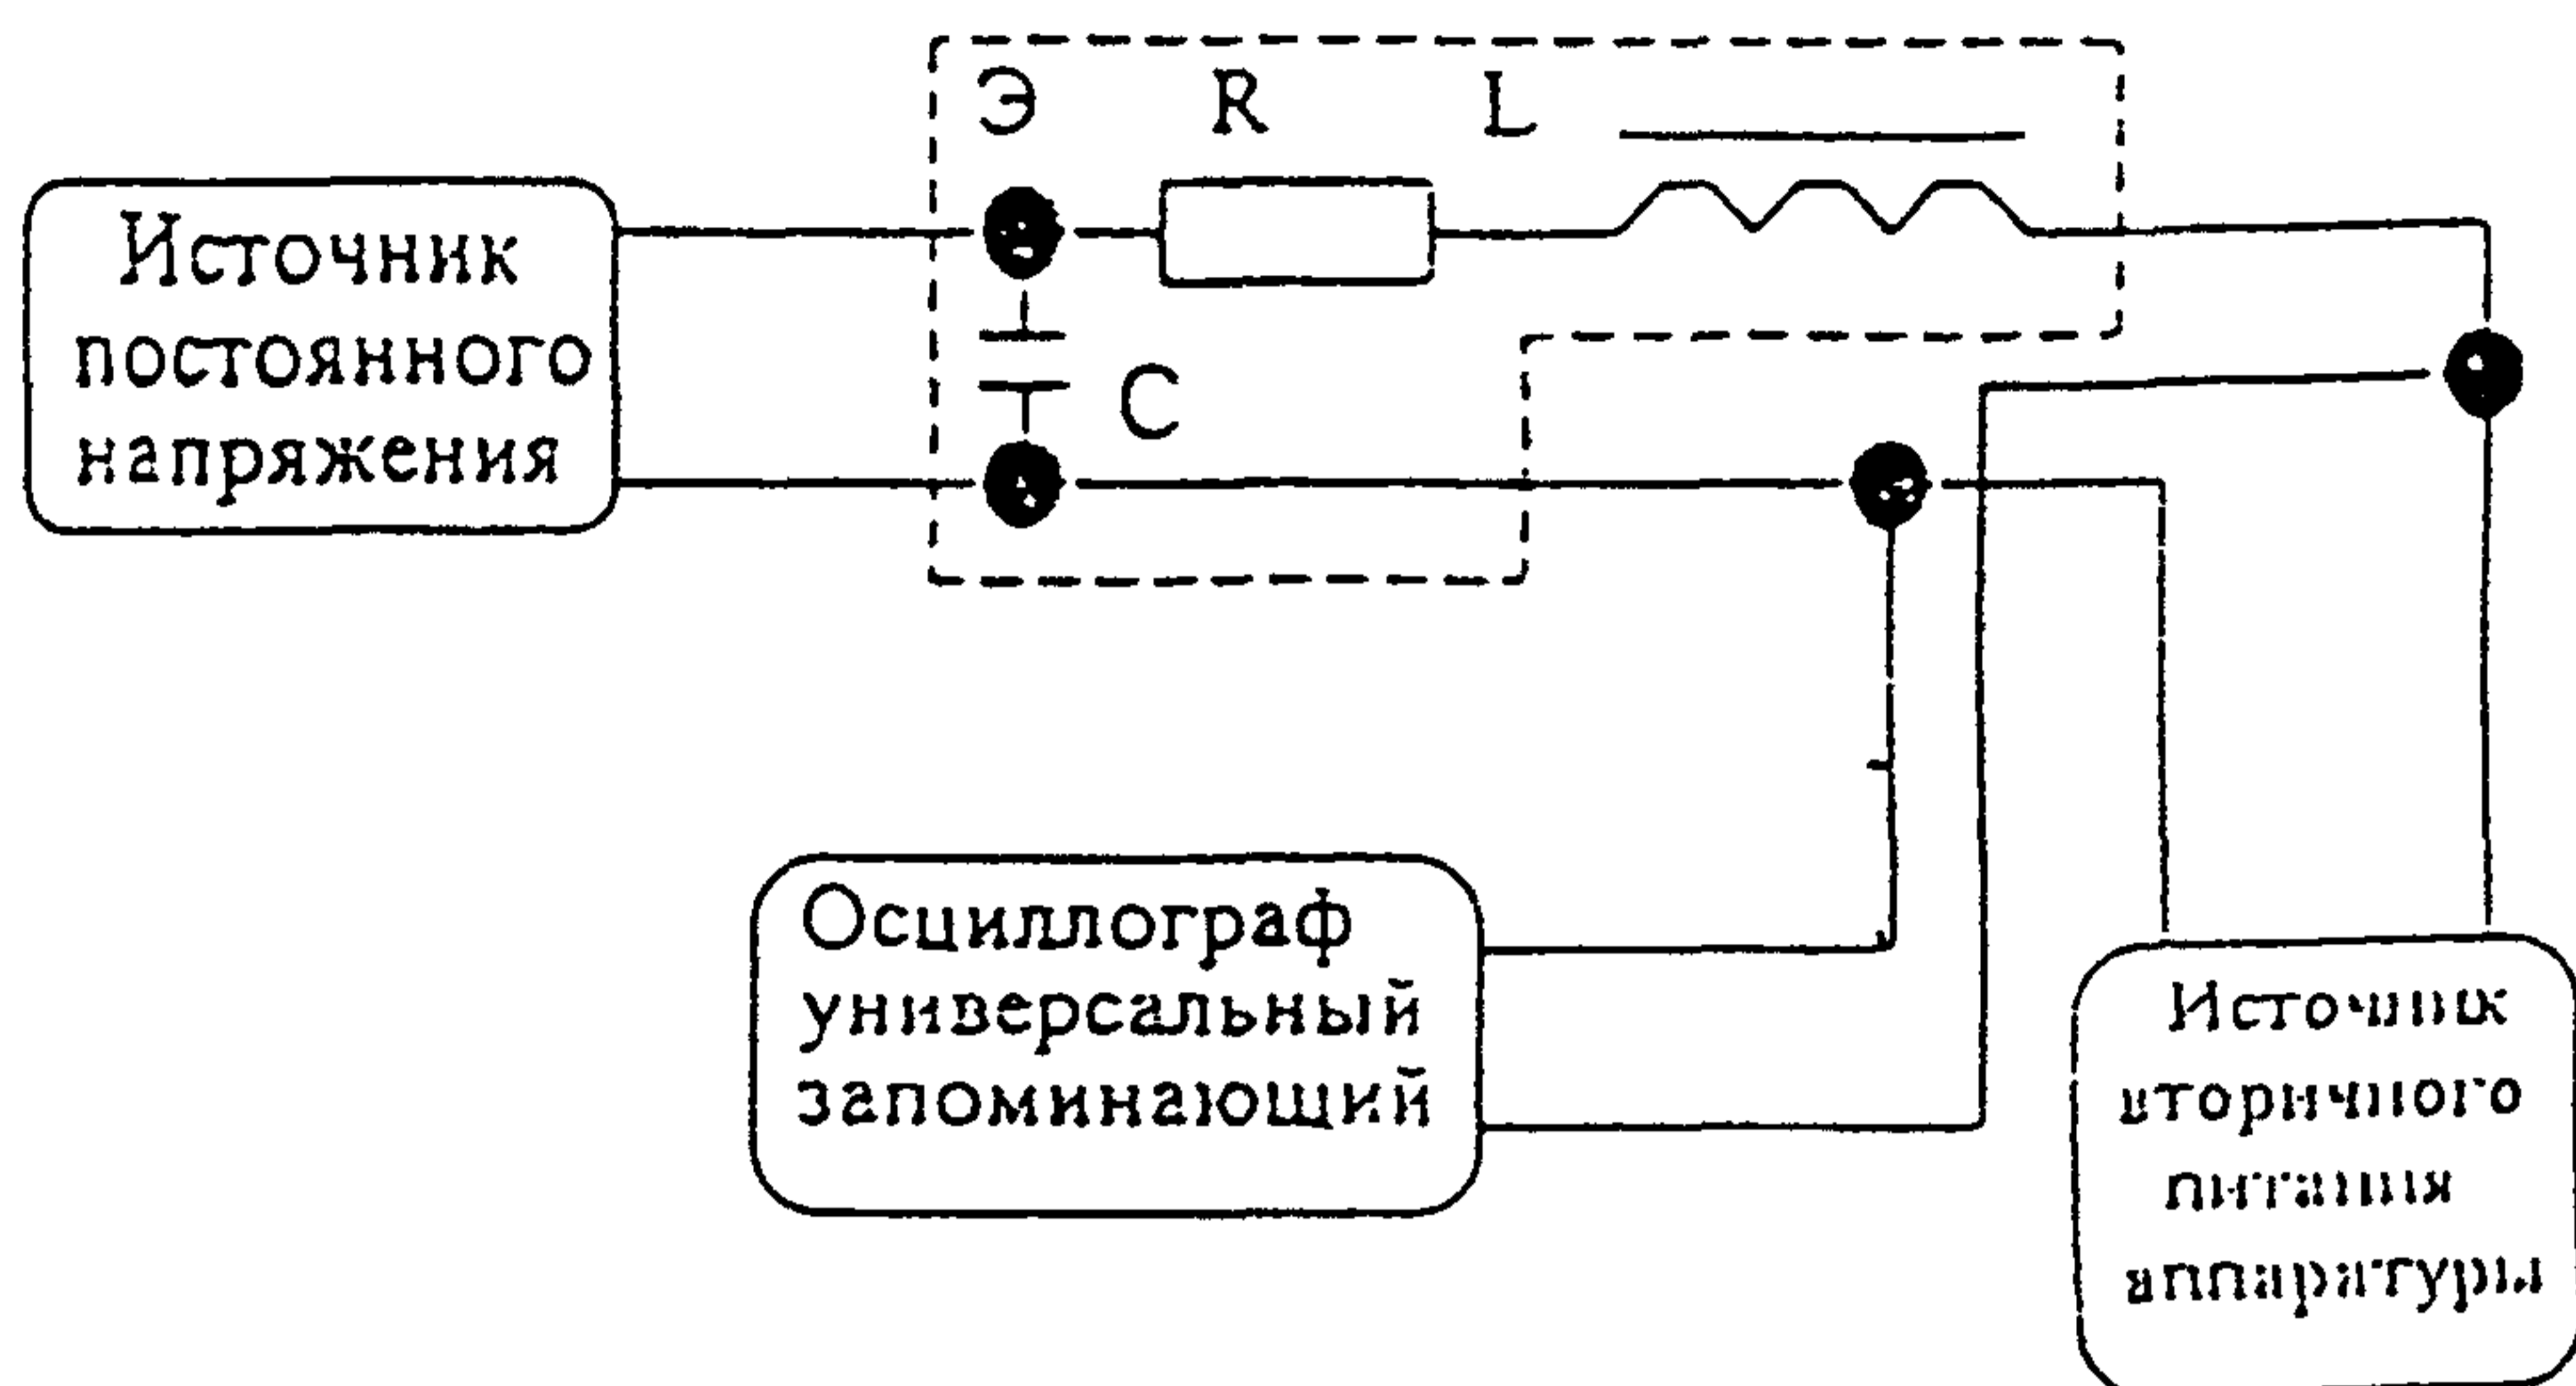 Э R L
Источник
постоянного
напряжения
C
Осциллограф
универсальный
запоминающий
Источник
вторичного
питания
аппаратуры